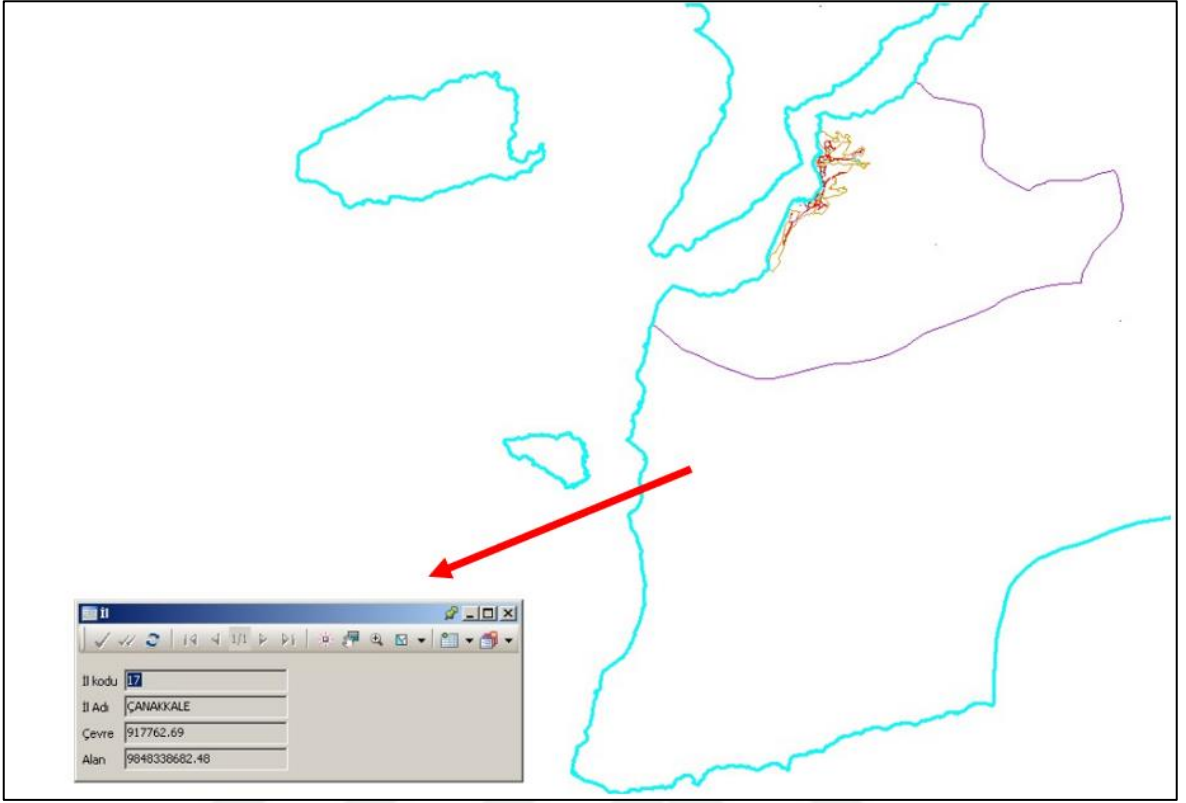 İl
1/1
İl kodu 17
İl Adı ÇANAKKALE
Çevre 917762.69
Alan 9848338682.48